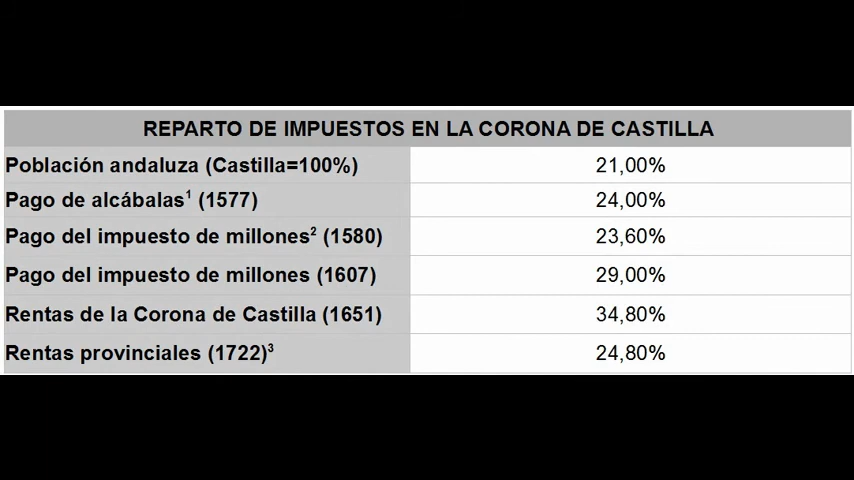 REPARTO DE IMPUESTOS EN LA CORONA DE CASTILLA
Población andaluza (Castilla=100%) 21,00%
Pago de alcábalas¹ (1577) 24,00%
Pago del impuesto de millones² (1580) 23,60%
Pago del impuesto de millones (1607) 29,00%
Rentas de la Corona de Castilla (1651) 34,80%
Rentas provinciales (1722)³ 24,80%